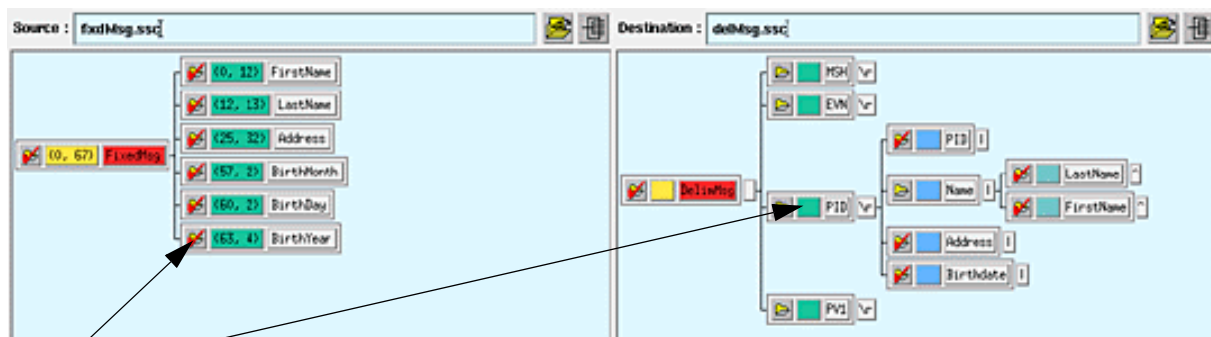 Source : fixdMsg.ssc
Destination : delMsg.ssc
(0, 67) FixedMsg
(0, 12) FirstName
(12, 13) LastName
(25, 32) Address
(57, 2) BirthMonth
(60, 2) BirthDay
(63, 4) BirthYear
DelimMsg
MSH \r
EVN \r
PID \r
PID |
Name |
LastName ^
FirstName ^
Address |
Birthdate |
PV1 \r